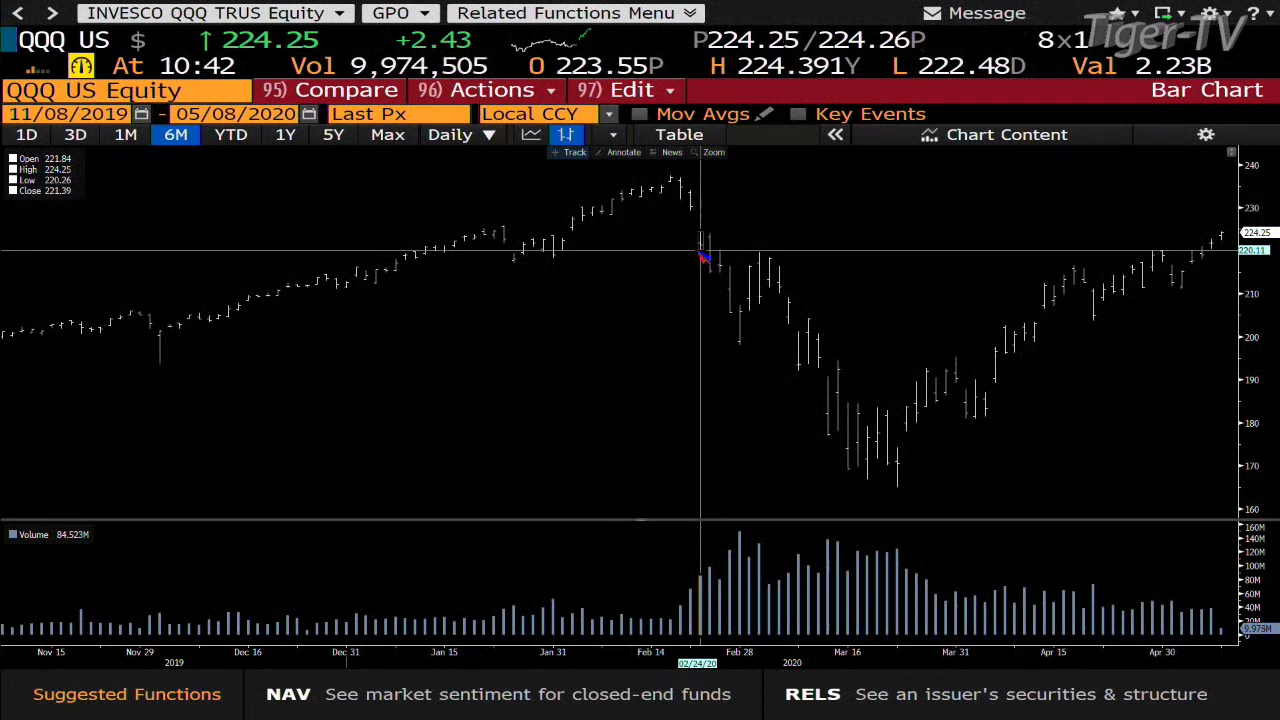 INVESCO QQQ TRUS Equity GPO Related Functions Menu Message ?
QQQ US $ ↑ 224.25 +2.43 P224.25/224.26P 8x1
Tiger-TV
At 10:42 Vol 9,974,505 O 223.55P H 224.391Y L 222.48D Val 2.23B
QQQ US Equity 95) Compare 96) Actions 97) Edit Bar Chart
11/08/2019 - 05/08/2020 Last Px Local CCY Mov Avgs Key Events
1D 3D 1M 6M YTD 1Y 5Y Max Daily ▼ Table « Chart Content
Track Annotate News Zoom
Open 221.84
High 224.25
Low 220.26
Close 221.39
240
230
224.25
220.11
210
200
190
180
170
160
Volume 84.523M
160M
140M
120M
100M
80M
60M
40M
20M
9.975M
0
Nov 15 Nov 29 Dec 16 Dec 31 Jan 15 Jan 31 Feb 14 Feb 28 Mar 16 Mar 31 Apr 15 Apr 30
2019 02/24/20 2020
Suggested Functions NAV See market sentiment for closed-end funds RELS See an issuer's securities & structure